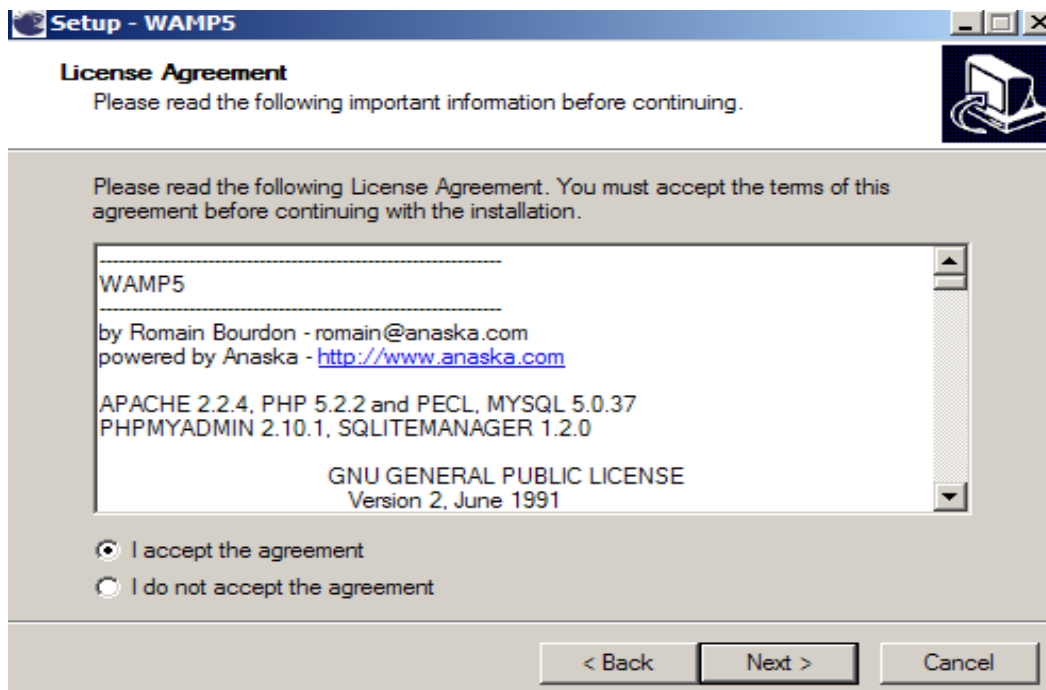 Setup - WAMP5
License Agreement
Please read the following important information before continuing.
Please read the following License Agreement. You must accept the terms of this
agreement before continuing with the installation.
WAMP5
by Romain Bourdon - romain@anaska.com
powered by Anaska - http://www.anaska.com
APACHE 2.2.4, PHP 5.2.2 and PECL, MYSQL 5.0.37
PHPMYADMIN 2.10.1, SQLITEMANAGER 1.2.0
GNU GENERAL PUBLIC LICENSE
Version 2, June 1991
I accept the agreement
I do not accept the agreement
< Back Next > Cancel